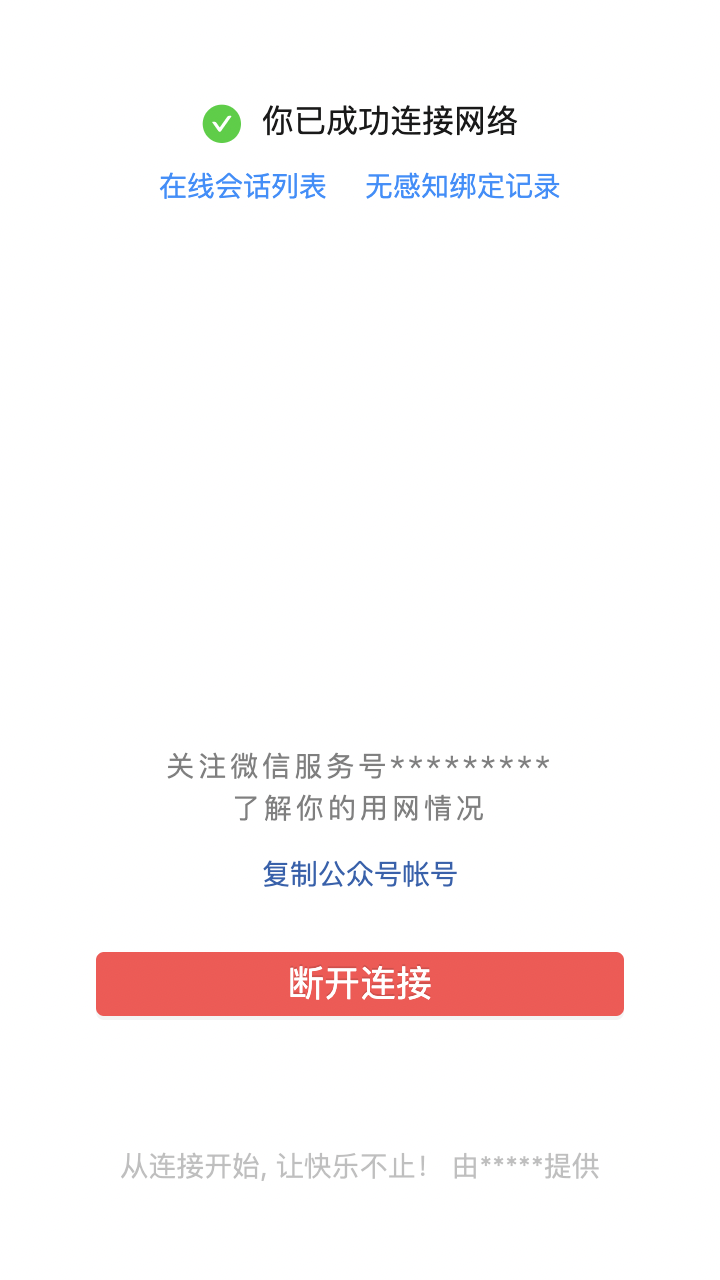 你已成功连接网络
在线会话列表 无感知绑定记录
关注微信服务号*********
了解你的用网情况
复制公众号帐号
断开连接
从连接开始, 让快乐不止! 由*****提供